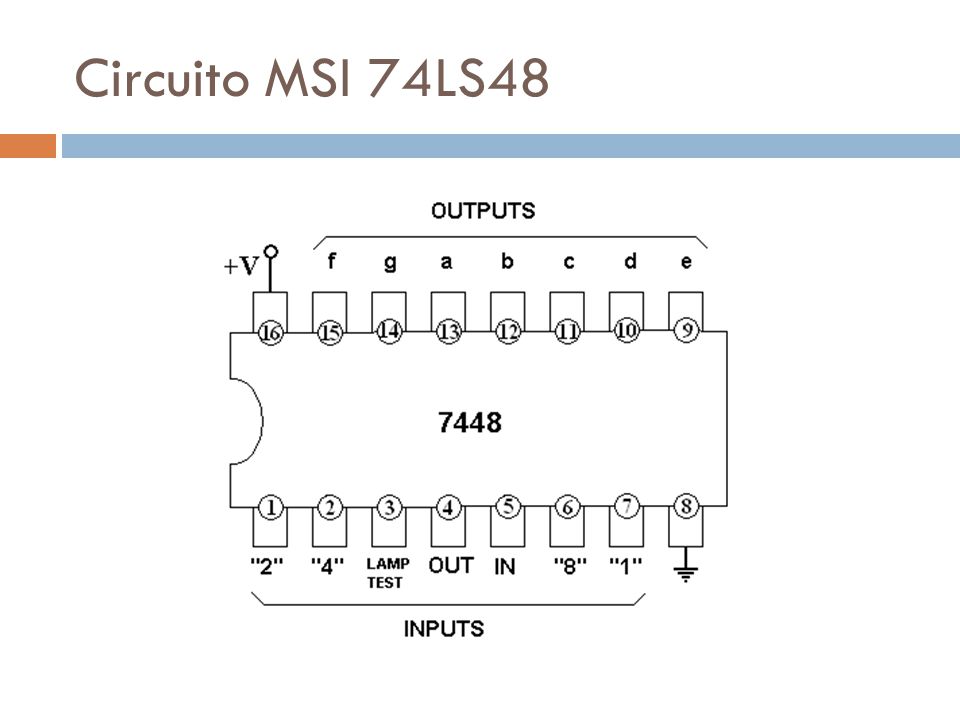 Circuito MSI 74LS48
OUTPUTS
+V f g a b c d e
16 15 14 13 12 11 10 9
7448
1 2 3 4 5 6 7 8
"2" "4" LAMP TEST OUT IN "8" "1"
INPUTS